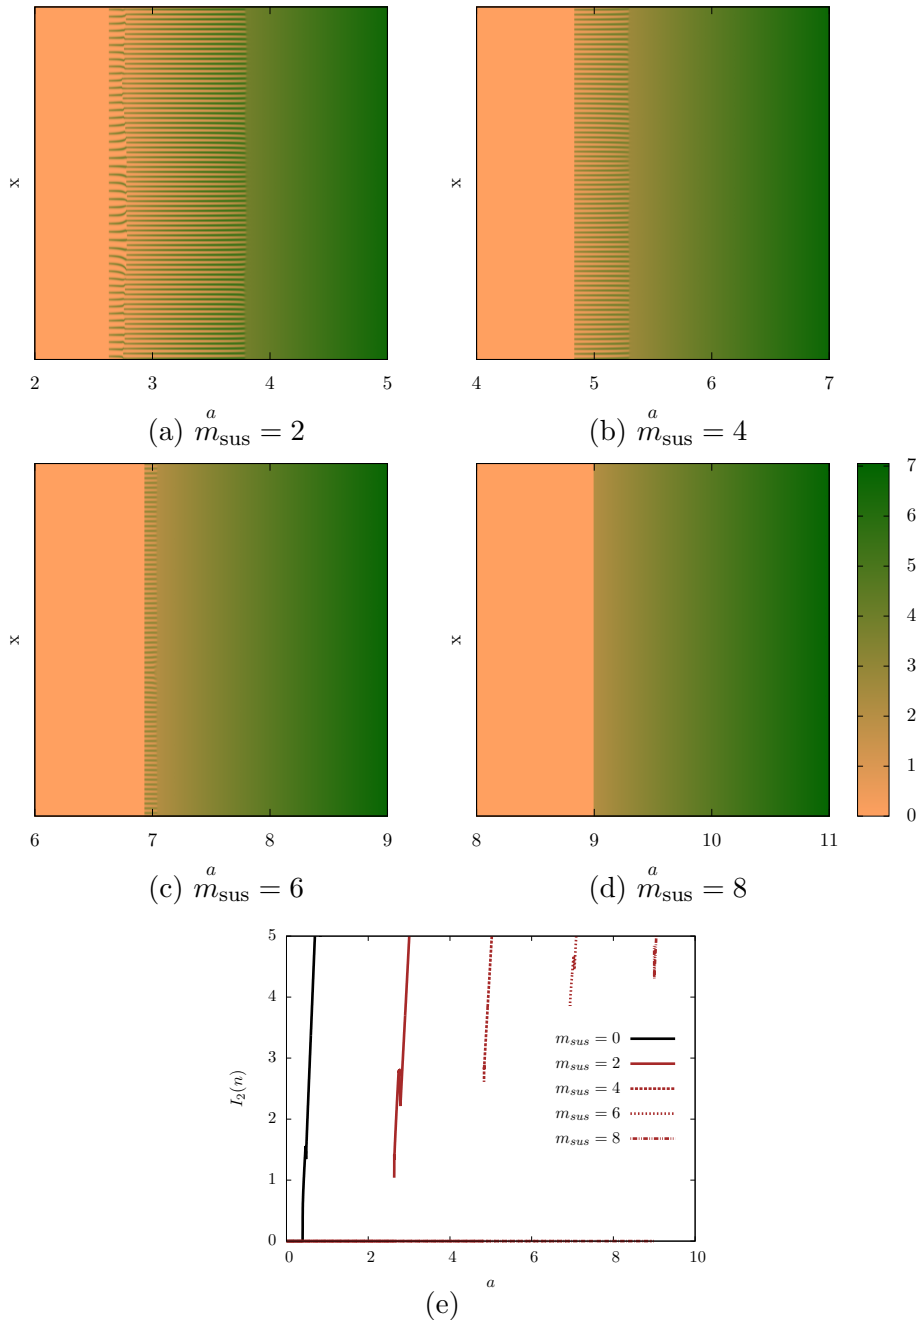 x
x
2 3 4 5
4 5 6 7
a
a
(a) m_sus = 2
(b) m_sus = 4
x
7
6
5
4
3
2
1
0
6 7 8 9
8 9 10 11
a
a
(c) m_sus = 6
(d) m_sus = 8
5
4
3
2
1
0
I_2(n)
m_sus = 0
m_sus = 2
m_sus = 4
m_sus = 6
m_sus = 8
0 2 4 6 8 10
a
(e)